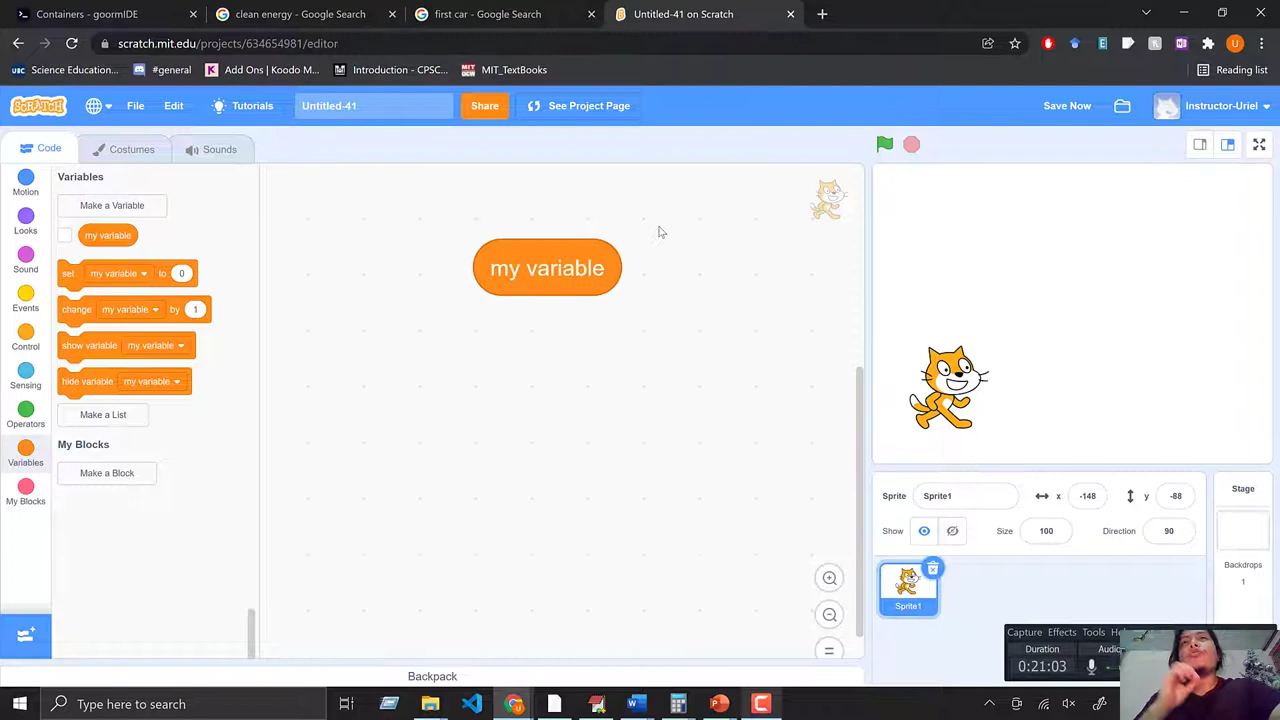 Containers - goormIDE
clean energy - Google Search
first car - Google Search
Untitled-41 on Scratch
scratch.mit.edu/projects/634654981/editor
Science Education...
#general
Add Ons | Koodo M...
Introduction - CPSC...
MIT_TextBooks
Reading list
SCRATCH
File
Edit
Tutorials
Untitled-41
Share
See Project Page
Save Now
Instructor-Uriel
Code
Costumes
Sounds
Motion
Looks
Sound
Events
Control
Sensing
Operators
Variables
My Blocks
Variables
Make a Variable
my variable
set my variable to 0
change my variable by 1
show variable my variable
hide variable my variable
Make a List
My Blocks
Make a Block
my variable
Sprite Sprite1 x -148 y -88
Show Size 100 Direction 90
Sprite1
Stage
Backdrops
1
Backpack
Capture Effects Tools
Duration
0:21:03
Type here to search